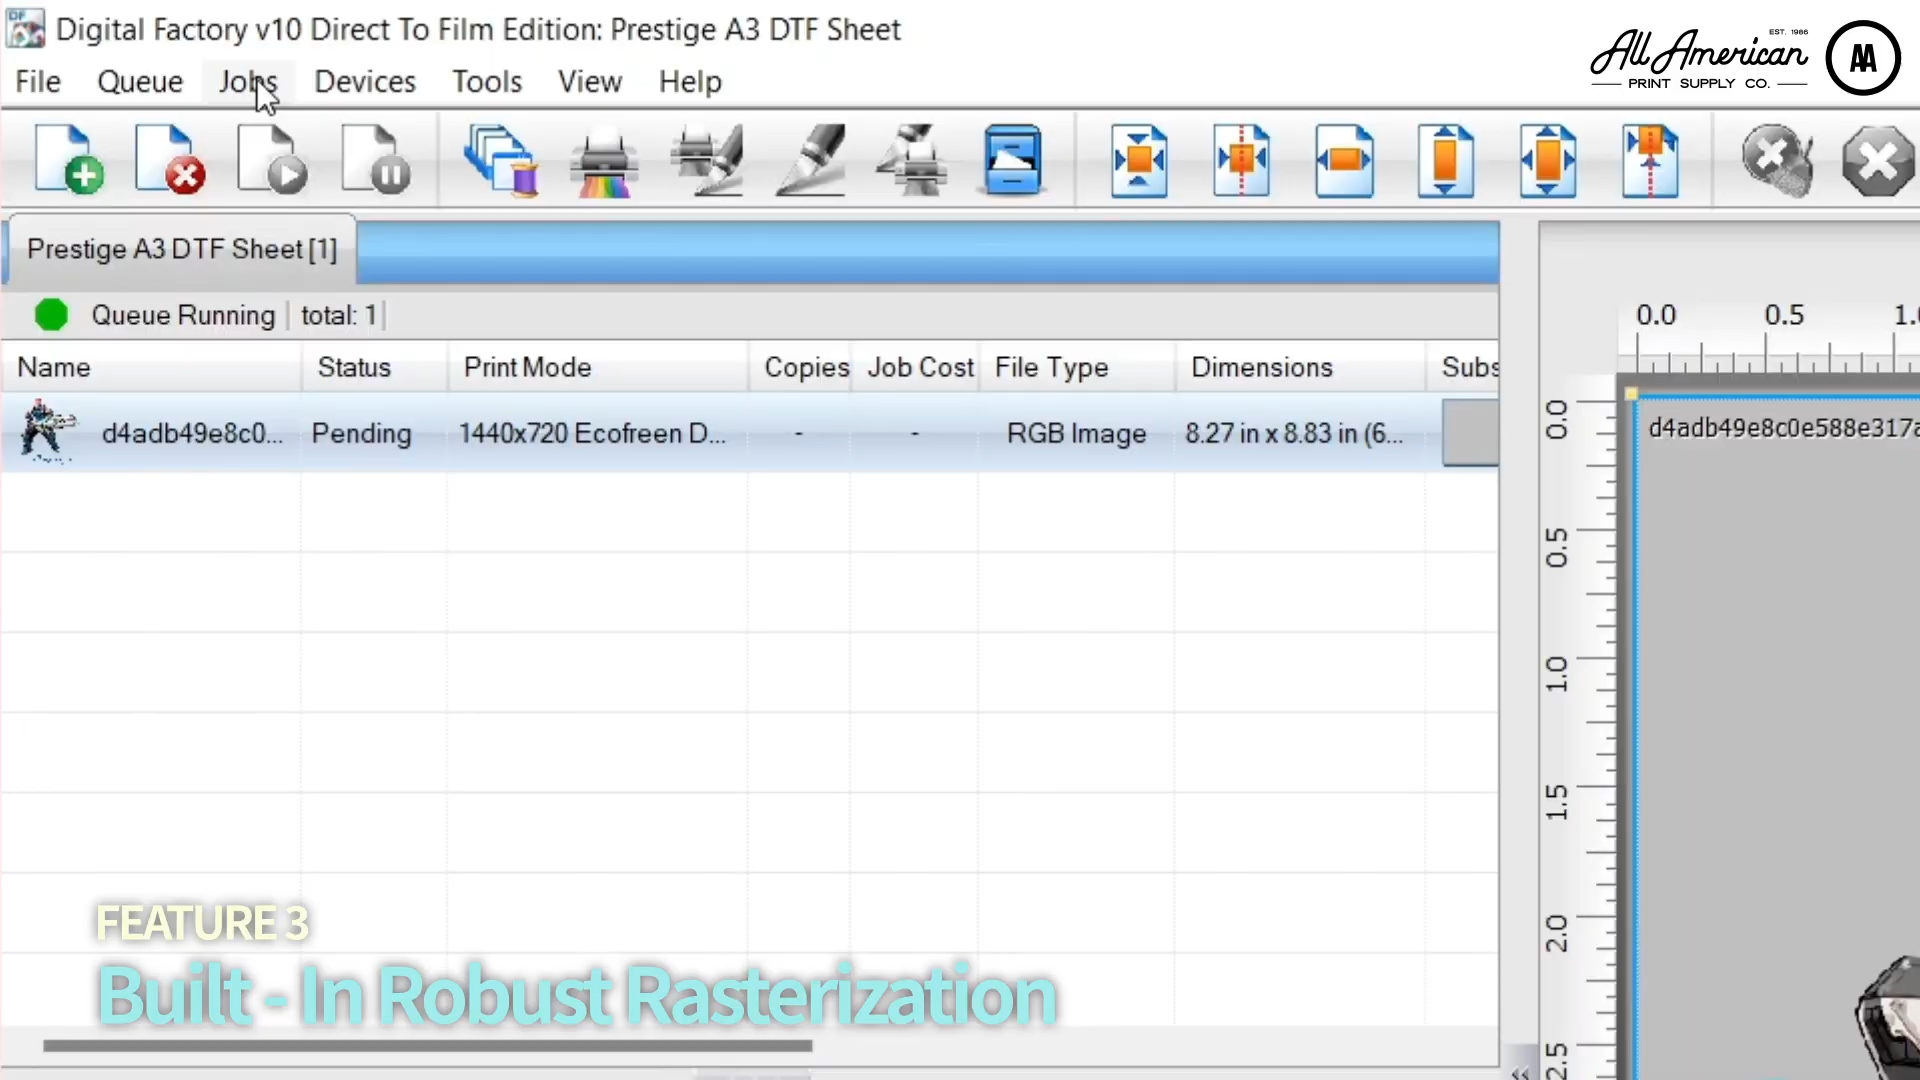 Digital Factory v10 Direct To Film Edition: Prestige A3 DTF Sheet
EST. 1986
All American
PRINT SUPPLY CO.
AA
File Queue Jobs Devices Tools View Help
Prestige A3 DTF Sheet [1]
Queue Running total: 1
Name Status Print Mode Copies Job Cost File Type Dimensions Subs
d4adb49e8c0... Pending 1440x720 Ecofreen D... - - RGB Image 8.27 in x 8.83 in (6...
0.0 0.5 1.0
d4adb49e8c0e588e317a
0.0
0.5
1.0
1.5
2.0
2.5
FEATURE 3
Built - In Robust Rasterization